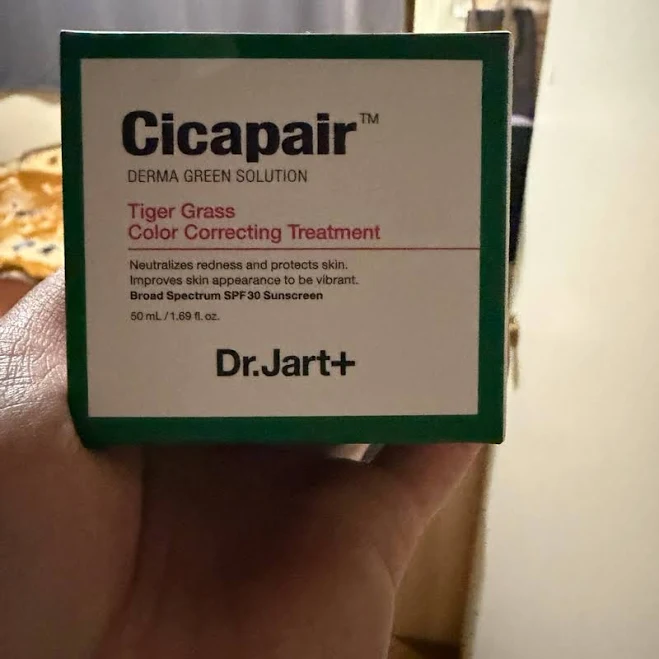 Cicapair™
DERMA GREEN SOLUTION
Tiger Grass
Color Correcting Treatment
Neutralizes redness and protects skin.
Improves skin appearance to be vibrant.
Broad Spectrum SPF 30 Sunscreen
50 mL / 1.69 fl. oz.
Dr.Jart+